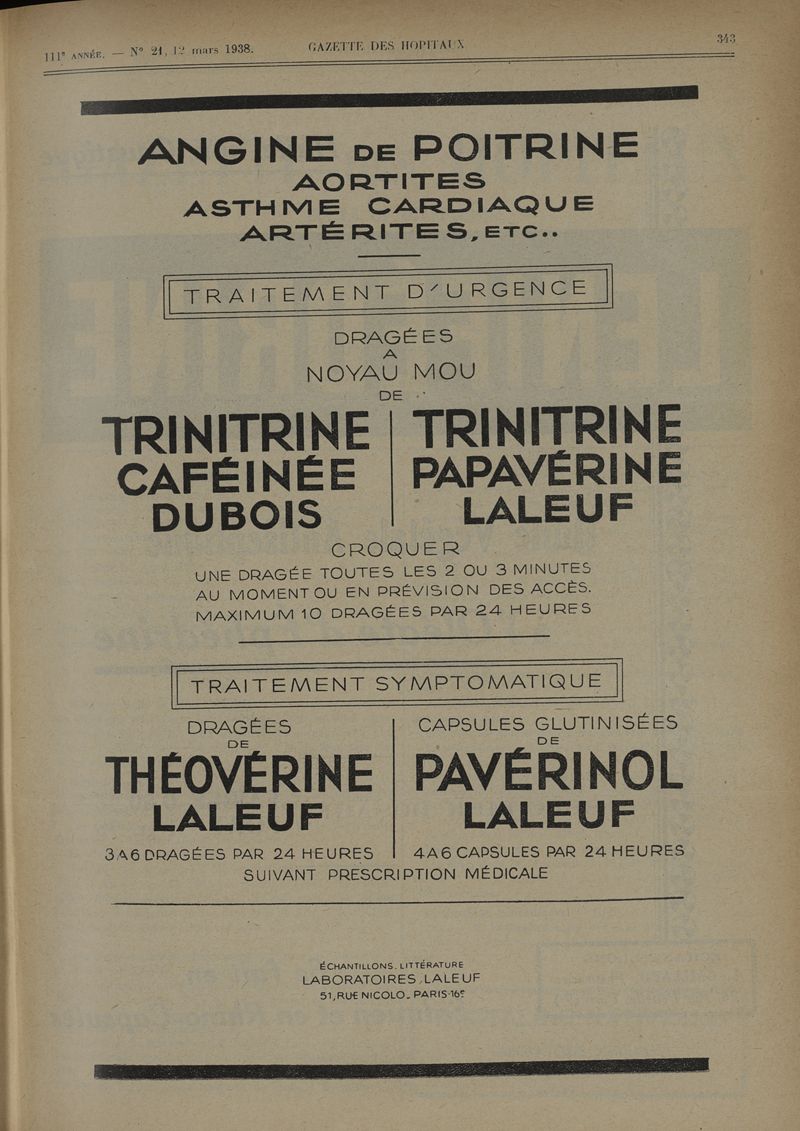 111e ANNÉE. — N° 21, 12 mars 1938.
GAZETTE DES HOPITAUX
343
ANGINE DE POITRINE
AORTITES
ASTHME CARDIAQUE
ARTÉRITES, ETC..
TRAITEMENT D'URGENCE
DRAGÉES
A
NOYAU MOU
DE
TRINITRINE
CAFÉINÉE
DUBOIS
TRINITRINE
PAPAVÉRINE
LALEUF
CROQUER
UNE DRAGÉE TOUTES LES 2 OU 3 MINUTES
AU MOMENT OU EN PRÉVISION DES ACCÈS.
MAXIMUM 10 DRAGÉES PAR 24 HEURES
TRAITEMENT SYMPTOMATIQUE
DRAGÉES
DE
THÉOVÉRINE
LALEUF
3 A 6 DRAGÉES PAR 24 HEURES
CAPSULES GLUTINISÉES
DE
PAVÉRINOL
LALEUF
4 A 6 CAPSULES PAR 24 HEURES
SUIVANT PRESCRIPTION MÉDICALE
ÉCHANTILLONS. LITTÉRATURE
LABORATOIRES LALEUF
51, RUE NICOLO. PARIS-16e